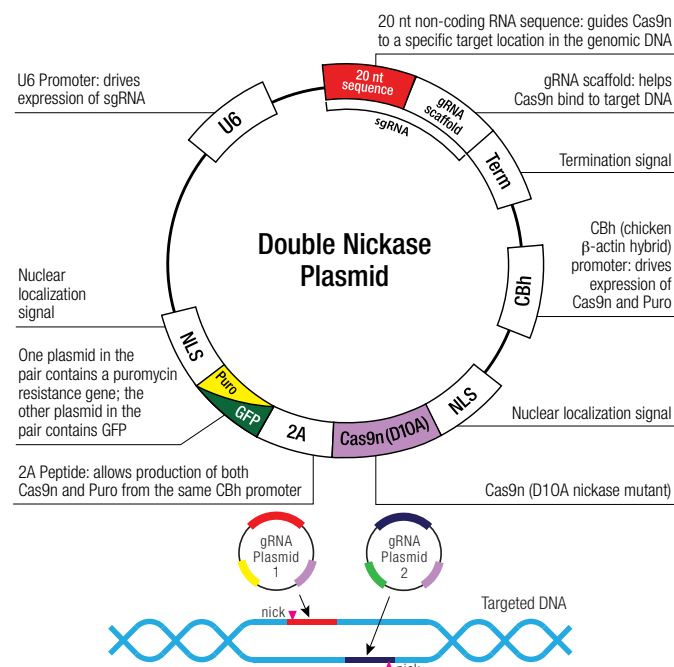 20 nt non-coding RNA sequence: guides Cas9n
to a specific target location in the genomic DNA
U6 Promoter: drives
expression of sgRNA
gRNA scaffold: helps
Cas9n bind to target DNA
20 nt
sequence
gRNA
scaffold
sgRNA
U6
Term
Termination signal
Double Nickase
Plasmid
CBh (chicken
β-actin hybrid)
promoter: drives
expression of
Cas9n and Puro
CBh
Nuclear
localization
signal
NLS
One plasmid in the
pair contains a puromycin
resistance gene; the
other plasmid in the
pair contains GFP
Puro
GFP
2A
Cas9n (D10A)
NLS
Nuclear localization signal
2A Peptide: allows production of both
Cas9n and Puro from the same CBh promoter
Cas9n (D10A nickase mutant)
gRNA
Plasmid
1
gRNA
Plasmid
2
nick
Targeted DNA
nick